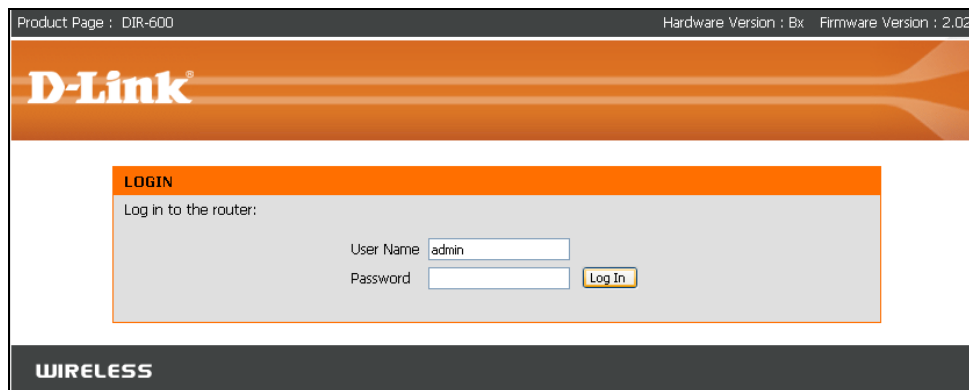 Product Page : DIR-600 Hardware Version : Bx Firmware Version : 2.02
D-Link®
LOGIN
Log in to the router:
User Name admin
Password Log In
WIRELESS